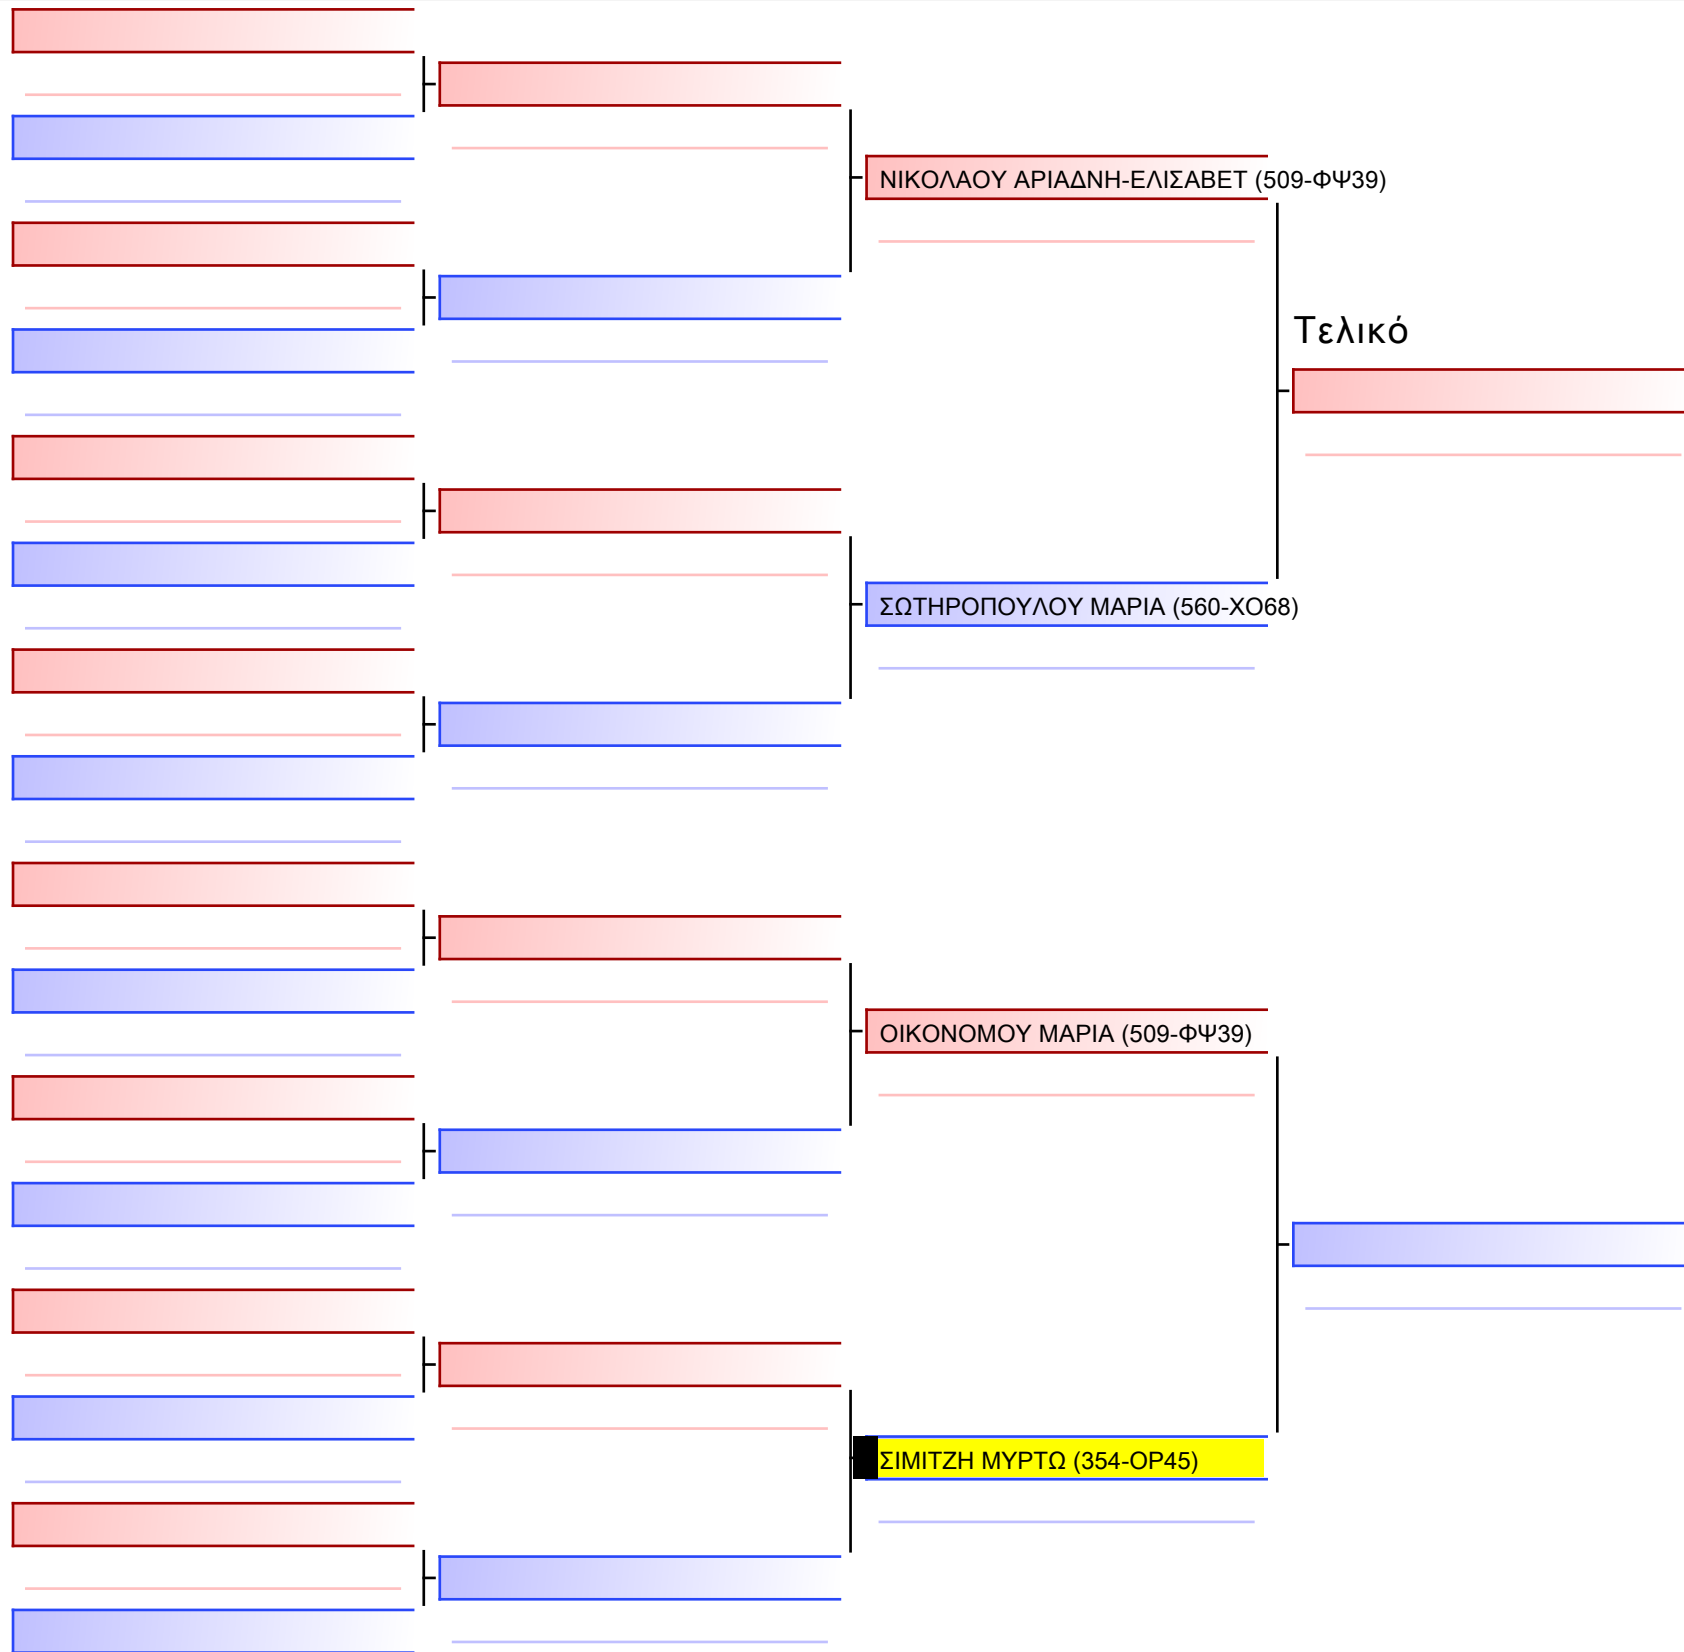 ΝΙΚΟΛΑΟΥ ΑΡΙΑΔΝΗ-ΕΛΙΣΑΒΕΤ (509-ΦΨ39)
Τελικό
ΣΩΤΗΡΟΠΟΥΛΟΥ ΜΑΡΙΑ (560-ΧΟ68)
ΟΙΚΟΝΟΜΟΥ ΜΑΡΙΑ (509-ΦΨ39)
ΣΙΜΙΤΖΗ ΜΥΡΤΩ (354-ΟΡ45)